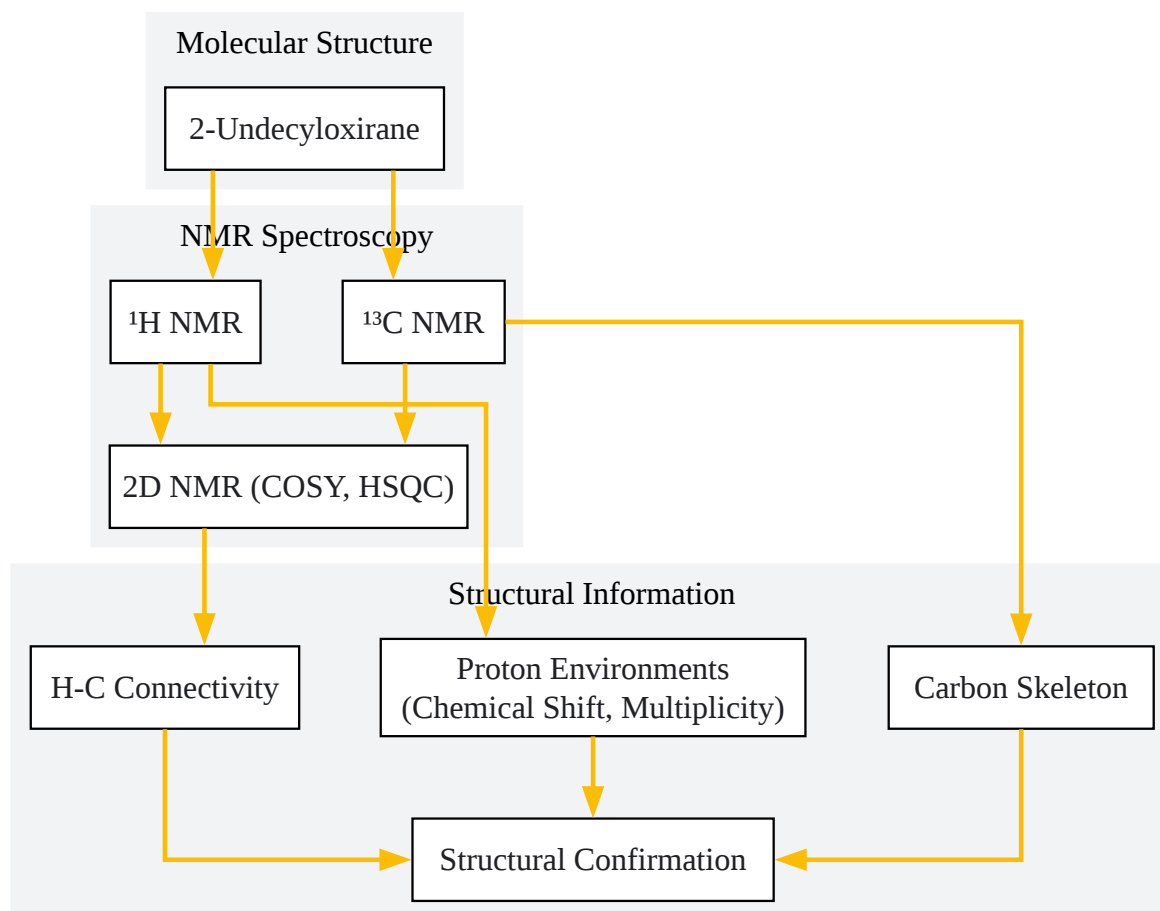 Molecular Structure
2-Undecyloxirane
NMR Spectroscopy
¹H NMR
¹³C NMR
2D NMR (COSY, HSQC)
Structural Information
H-C Connectivity
Proton Environments
(Chemical Shift, Multiplicity)
Carbon Skeleton
Structural Confirmation